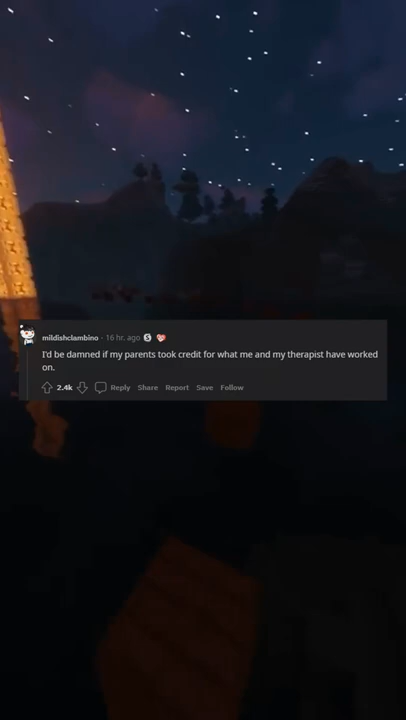 mildishclambino · 16 hr. ago
I'd be damned if my parents took credit for what me and my therapist have worked
on.
2.4k Reply Share Report Save Follow